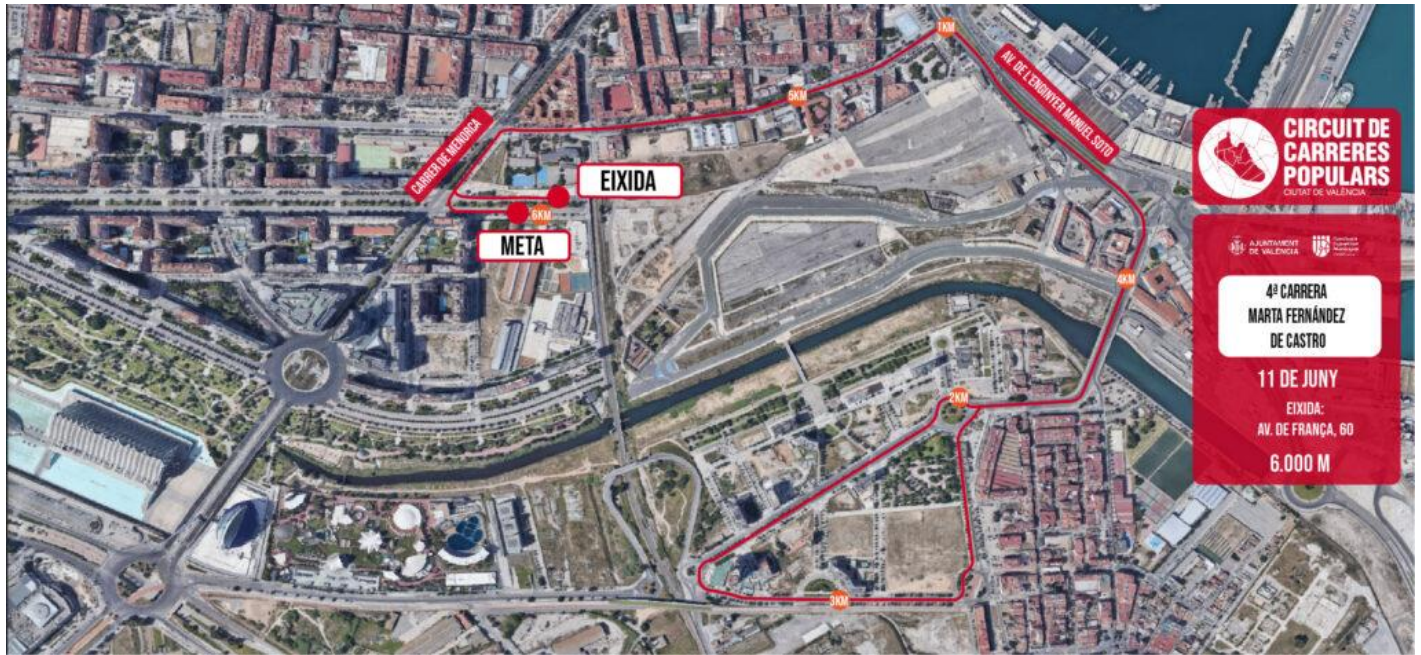 1KM
AV. DE L'ENGINYER MANUEL SOTO
5KM
CARRER DE MENORCA
EIXIDA
6KM
META
4KM
2KM
3KM
CIRCUIT DE
CARRERES
POPULARS
CIUTAT DE VALÈNCIA
AJUNTAMENT
DE VALÈNCIA
4ª CARRERA
MARTA FERNÁNDEZ
DE CASTRO
11 DE JUNY
EIXIDA:
AV. DE FRANÇA, 60
6.000 M